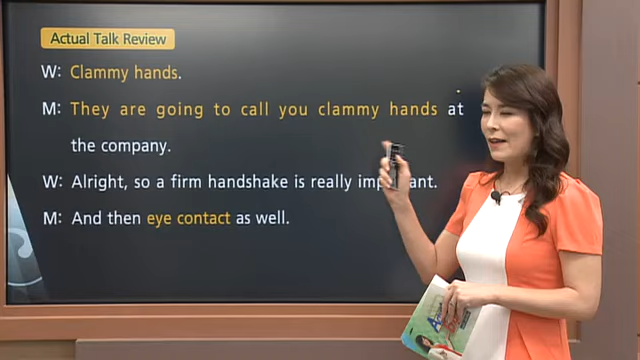 Actual Talk Review
W: Clammy hands.
M: They are going to call you clammy hands at
the company.
W: Alright, so a firm handshake is really important.
M: And then eye contact as well.